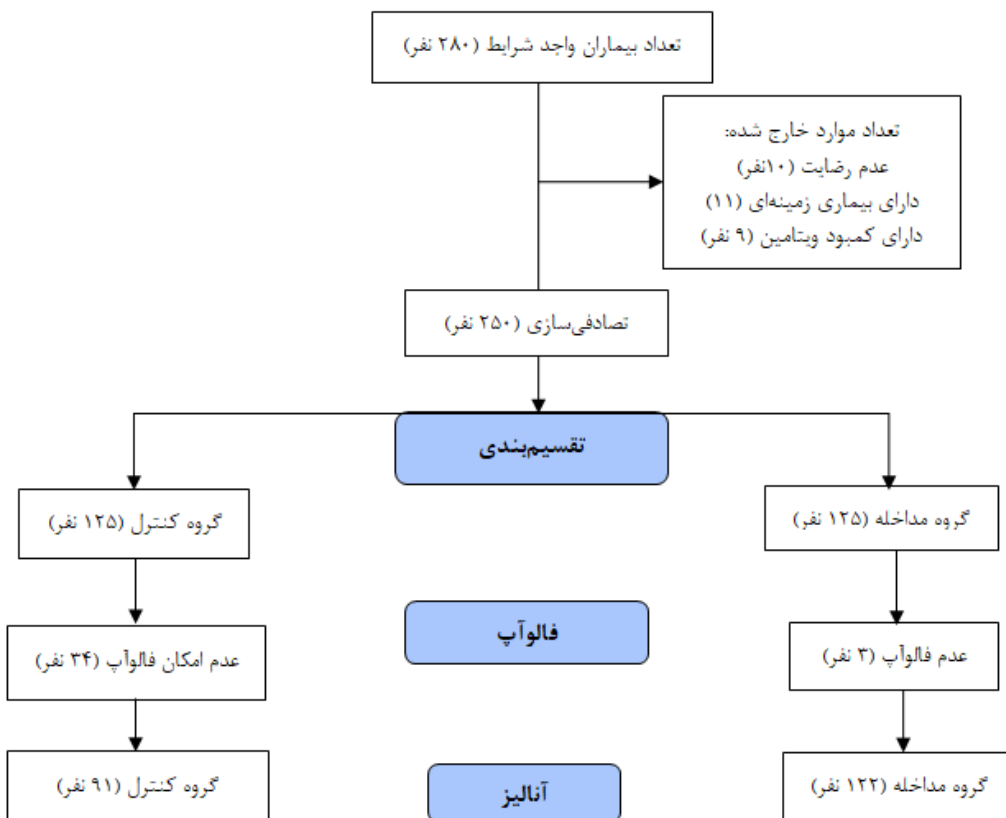 تعداد بیماران واجد شرایط (۲۸۰ نفر)
تعداد موارد خارج شده:
عدم رضایت (۱۰نفر)
دارای بیماری زمینه‌ای (۱۱)
دارای کمبود ویتامین (۹ نفر)
تصادفی‌سازی (۲۵۰ نفر)
تقسیم‌بندی
گروه مداخله (۱۲۵ نفر)
گروه کنترل (۱۲۵ نفر)
فالوآپ
عدم فالوآپ (۳ نفر)
عدم امکان فالوآپ (۳۴ نفر)
آنالیز
گروه مداخله (۱۲۲ نفر)
گروه کنترل (۹۱ نفر)